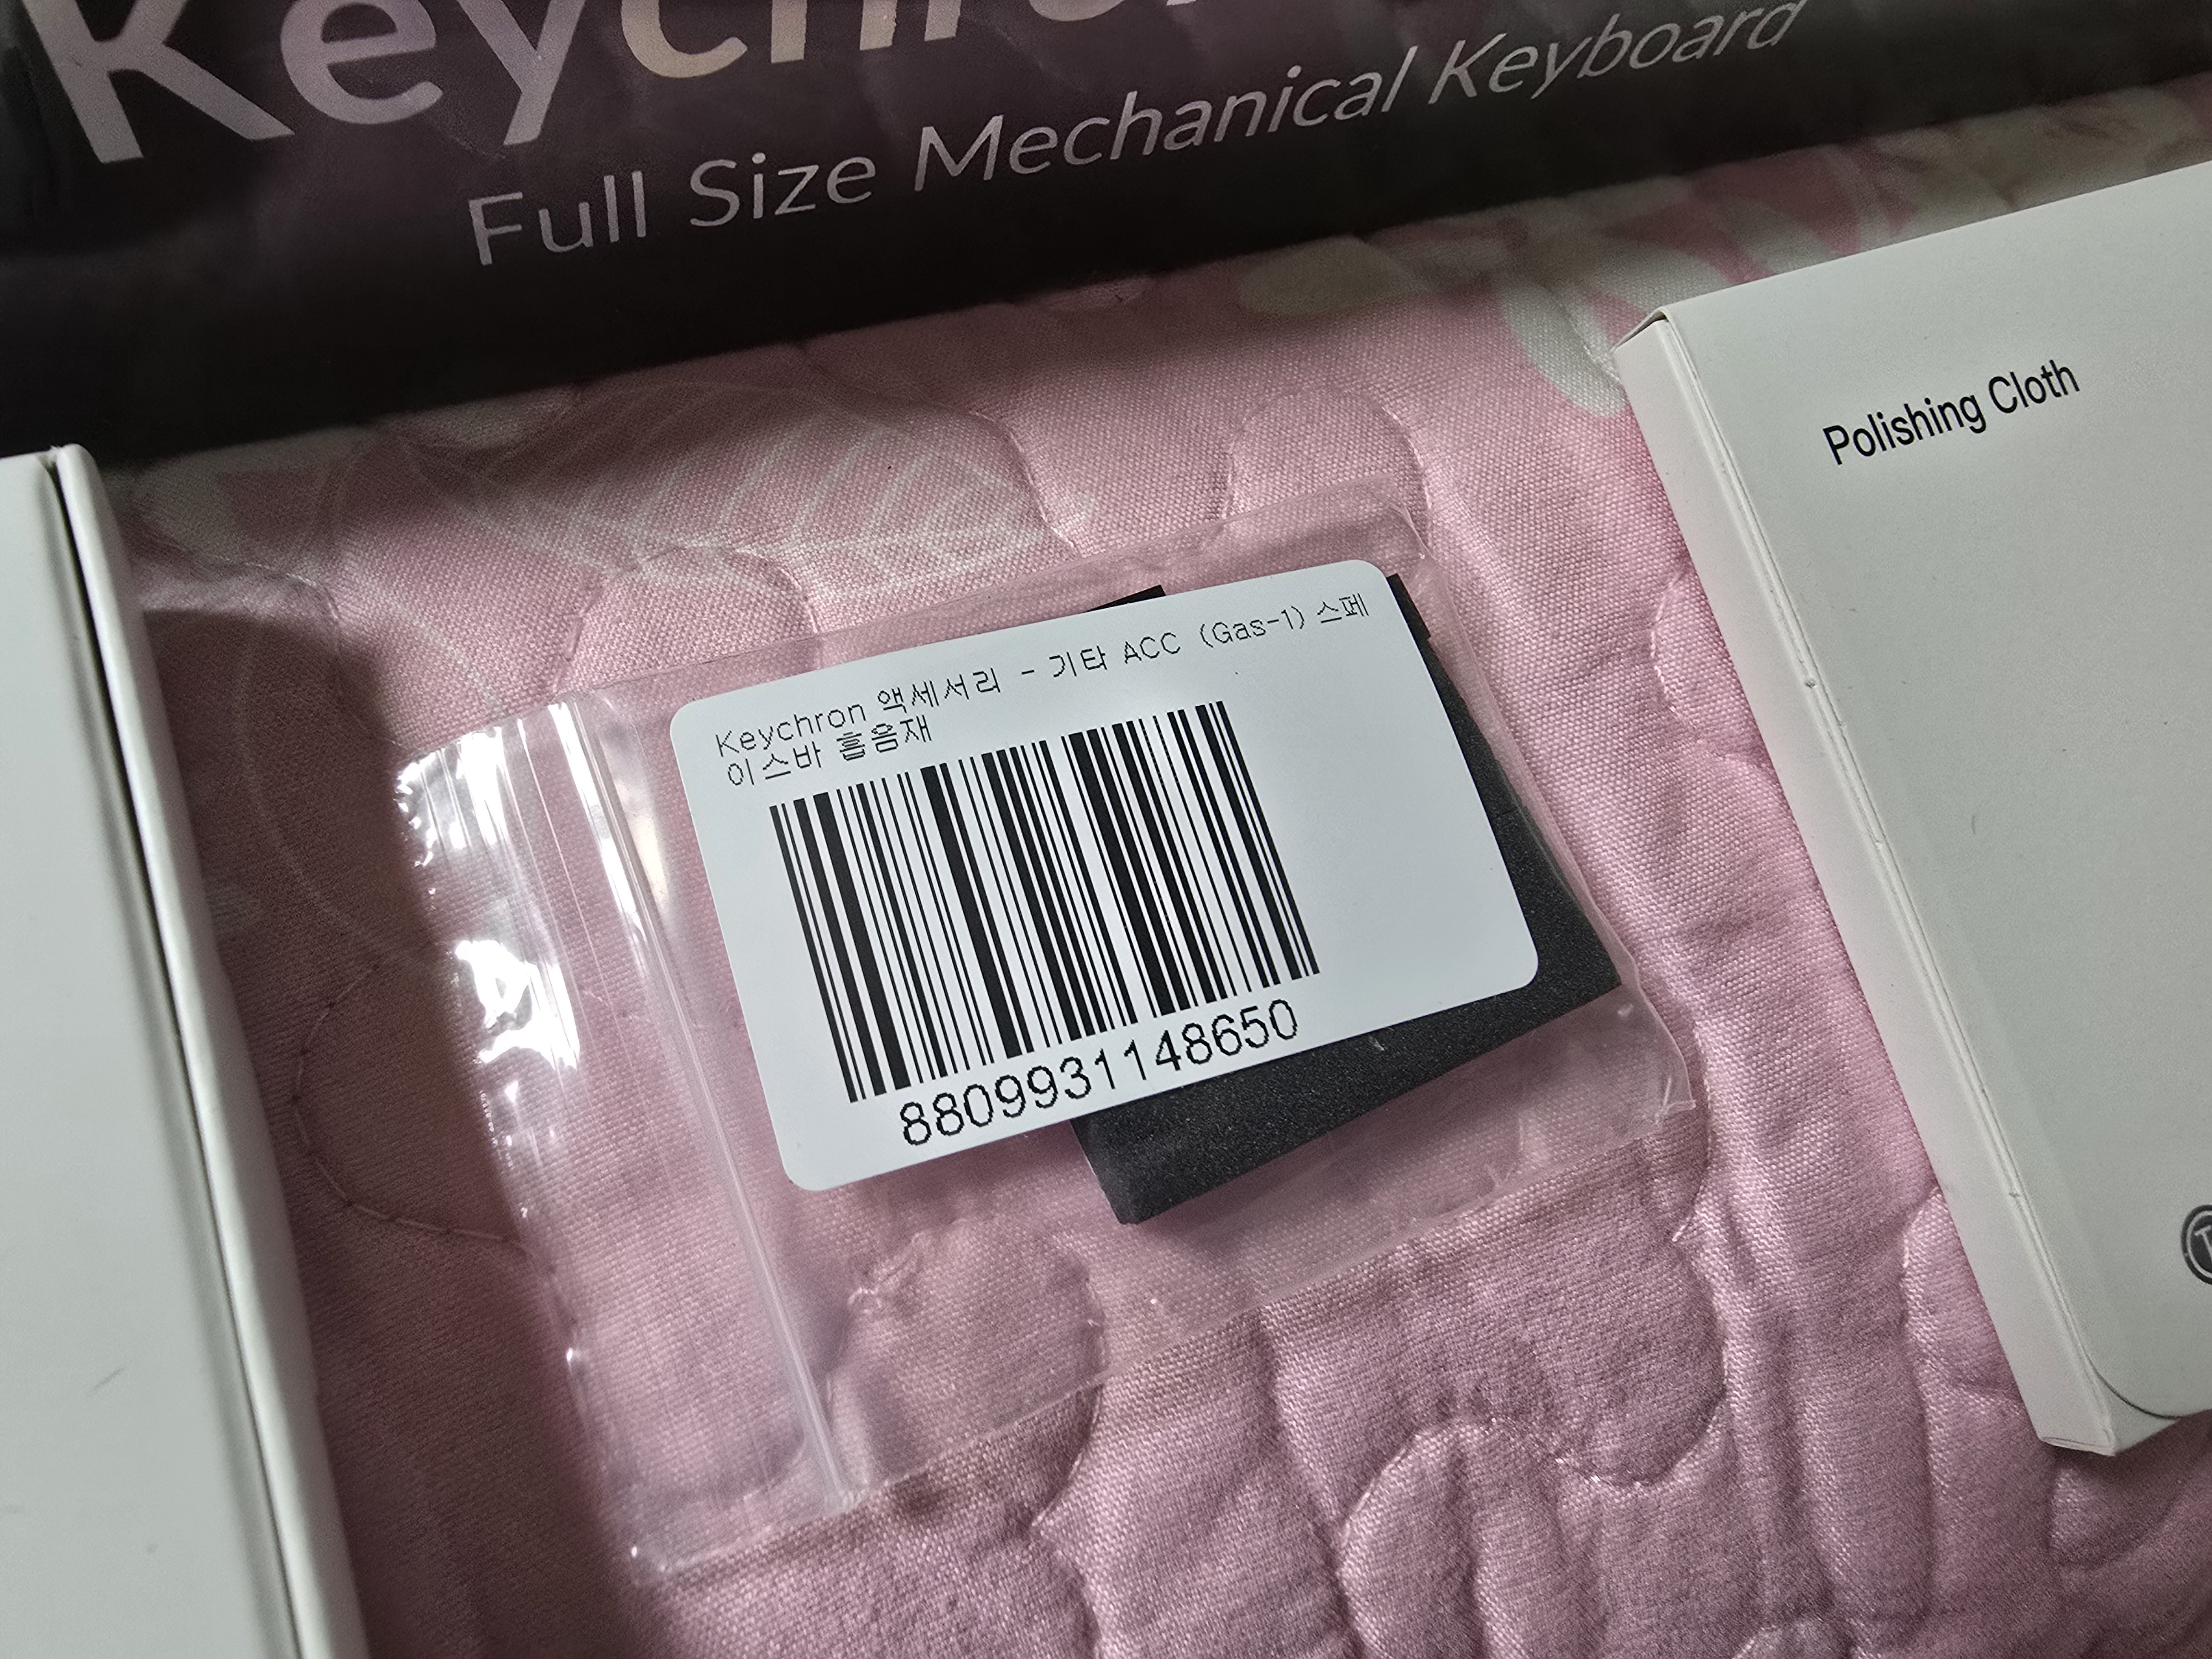 Keychron
Full Size Mechanical Keyboard
Polishing Cloth
Keychron 액세서리 - 기타 ACC (Gas-1) 스페
이스바 흡음재
8809931148650